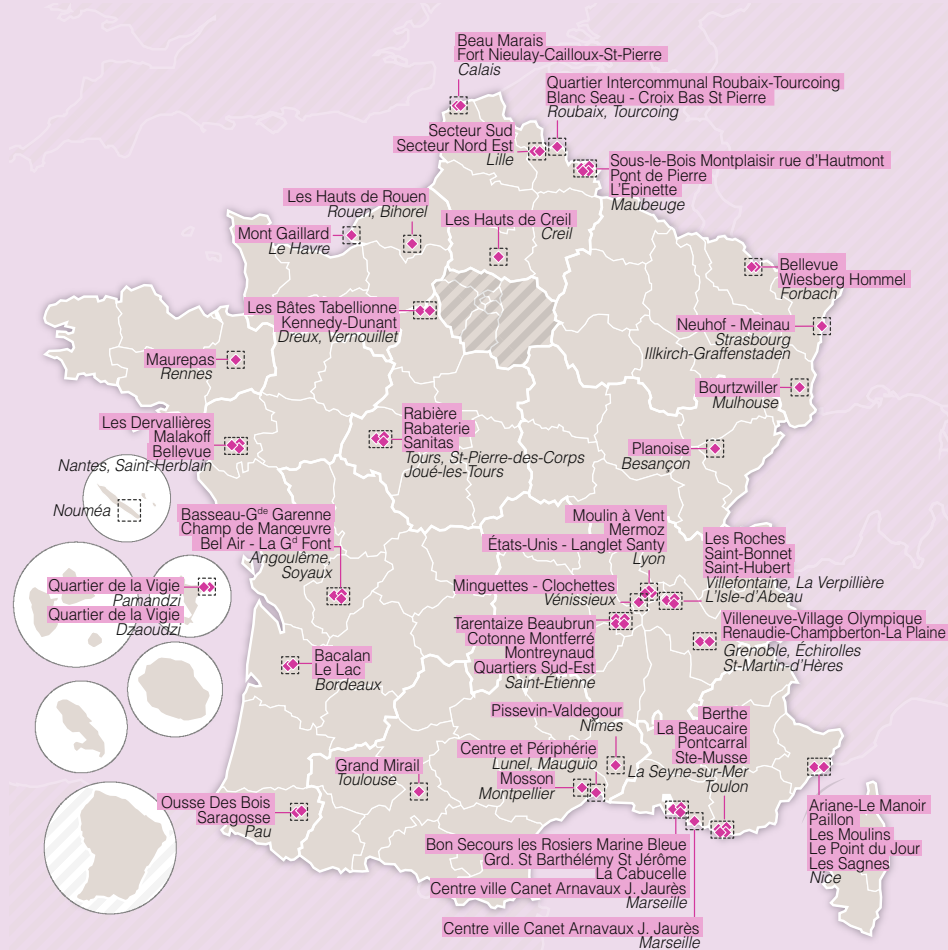 Beau Marais
Fort Nieulay-Cailloux-St-Pierre
Calais
Quartier Intercommunal Roubaix-Tourcoing
Blanc Seau - Croix Bas St Pierre
Roubaix, Tourcoing
Secteur Sud
Secteur Nord Est
Lille
Sous-le-Bois Montplaisir rue d'Hautmont
Pont de Pierre
L'Épinette
Maubeuge
Les Hauts de Rouen
Rouen, Bihorel
Mont Gaillard
Le Havre
Les Hauts de Creil
Creil
Bellevue
Wiesberg Hommel
Forbach
Les Bâtes Tabellionne
Kennedy-Dunant
Dreux, Vernouillet
Neuhof - Meinau
Strasbourg
Illkirch-Graffenstaden
Maurepas
Rennes
Bourtzwiller
Mulhouse
Les Dervallières
Malakoff
Bellevue
Nantes, Saint-Herblain
Rabière
Rabaterie
Sanitas
Tours, St-Pierre-des-Corps
Joué-les-Tours
Planoise
Besançon
Nouméa
Basseau-Gde Garenne
Champ de Manœuvre
Bel Air - La Gd Font
Angoulême,
Soyaux
Moulin à Vent
Mermoz
États-Unis - Langlet Santy
Lyon
Les Roches
Saint-Bonnet
Saint-Hubert
Villefontaine, La Verpillière
L'Isle-d'Abeau
Quartier de la Vigie
Pamandzi
Quartier de la Vigie
Dzaoudzi
Minguettes - Clochettes
Vénissieux
Tarentaize Beaubrun
Cotonne Montferré
Montreynaud
Quartiers Sud-Est
Saint-Étienne
Villeneuve-Village Olympique
Renaudie-Champberton-La Plaine
Grenoble, Échirolles
St-Martin-d'Hères
Bacalan
Le Lac
Bordeaux
Pissevin-Valdegour
Nîmes
Berthe
La Beaucaire
Pontcarral
Ste-Musse
La Seyne-sur-Mer
Toulon
Centre et Périphérie
Lunel, Mauguio
Mosson
Montpellier
Grand Mirail
Toulouse
Ousse Des Bois
Saragosse
Pau
Ariane-Le Manoir
Paillon
Les Moulins
Le Point du Jour
Les Sagnes
Nice
Bon Secours les Rosiers Marine Bleue
Grd. St Barthélémy St Jérôme
La Cabucelle
Centre ville Canet Arnavaux J. Jaurès
Marseille
Centre ville Canet Arnavaux J. Jaurès
Marseille